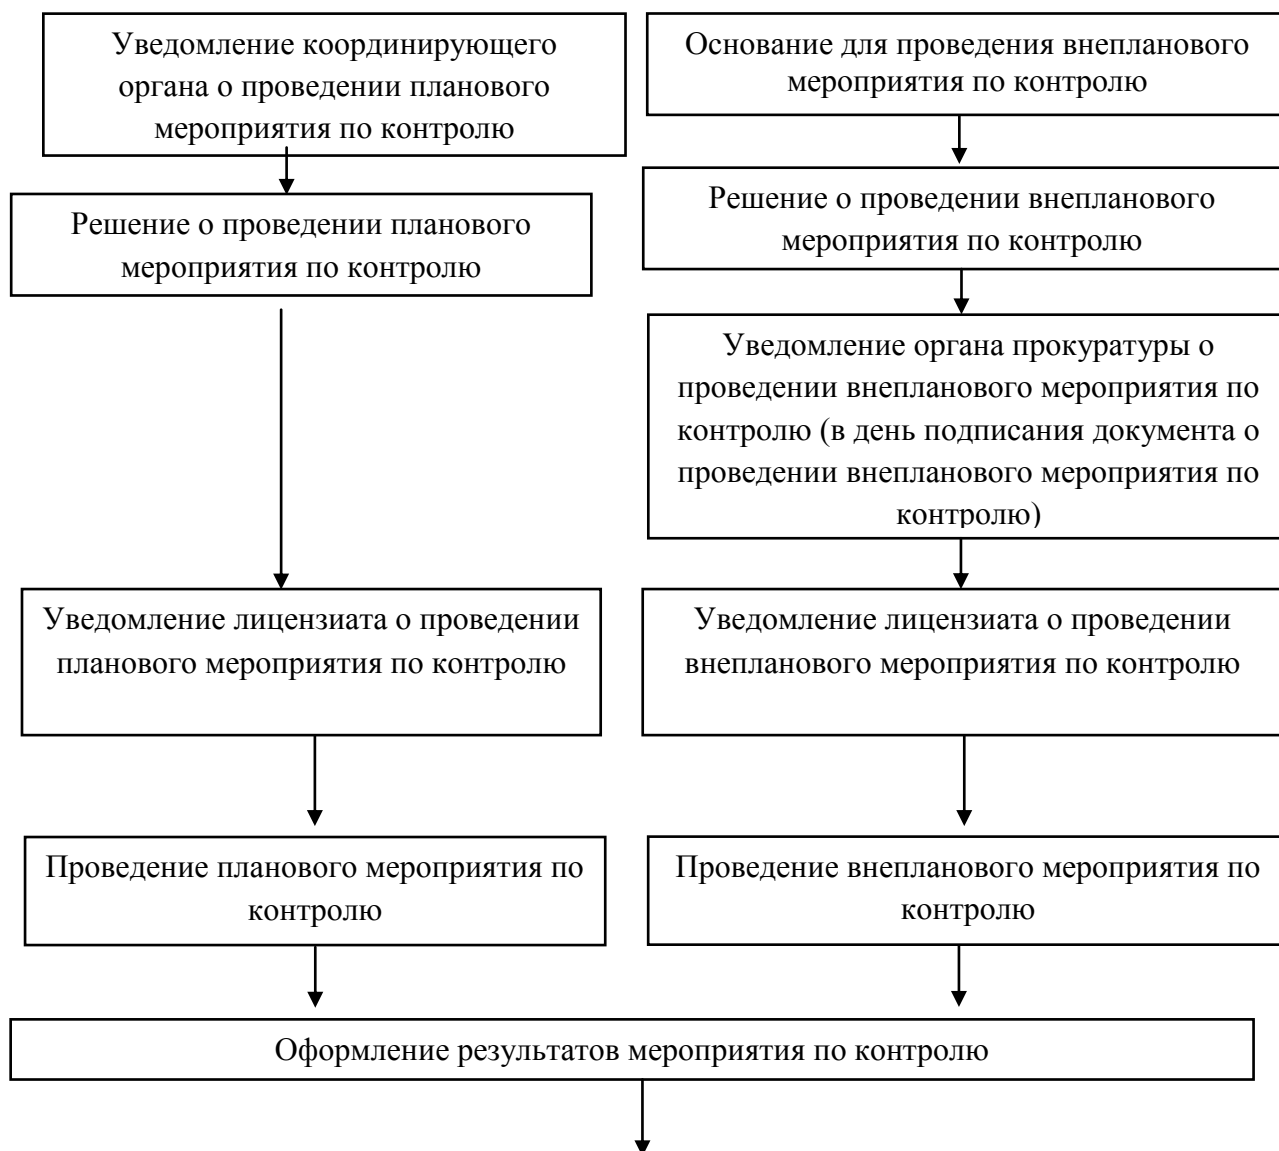 Уведомление координирующего
органа о проведении планового
мероприятия по контролю
Основание для проведения внепланового
мероприятия по контролю
Решение о проведении планового
мероприятия по контролю
Решение о проведении внепланового
мероприятия по контролю
Уведомление органа прокуратуры о
проведении внепланового мероприятия по
контролю (в день подписания документа о
проведении внепланового мероприятия по
контролю)
Уведомление лицензиата о проведении
планового мероприятия по контролю
Уведомление лицензиата о проведении
внепланового мероприятия по контролю
Проведение планового мероприятия по
контролю
Проведение внепланового мероприятия по
контролю
Оформление результатов мероприятия по контролю